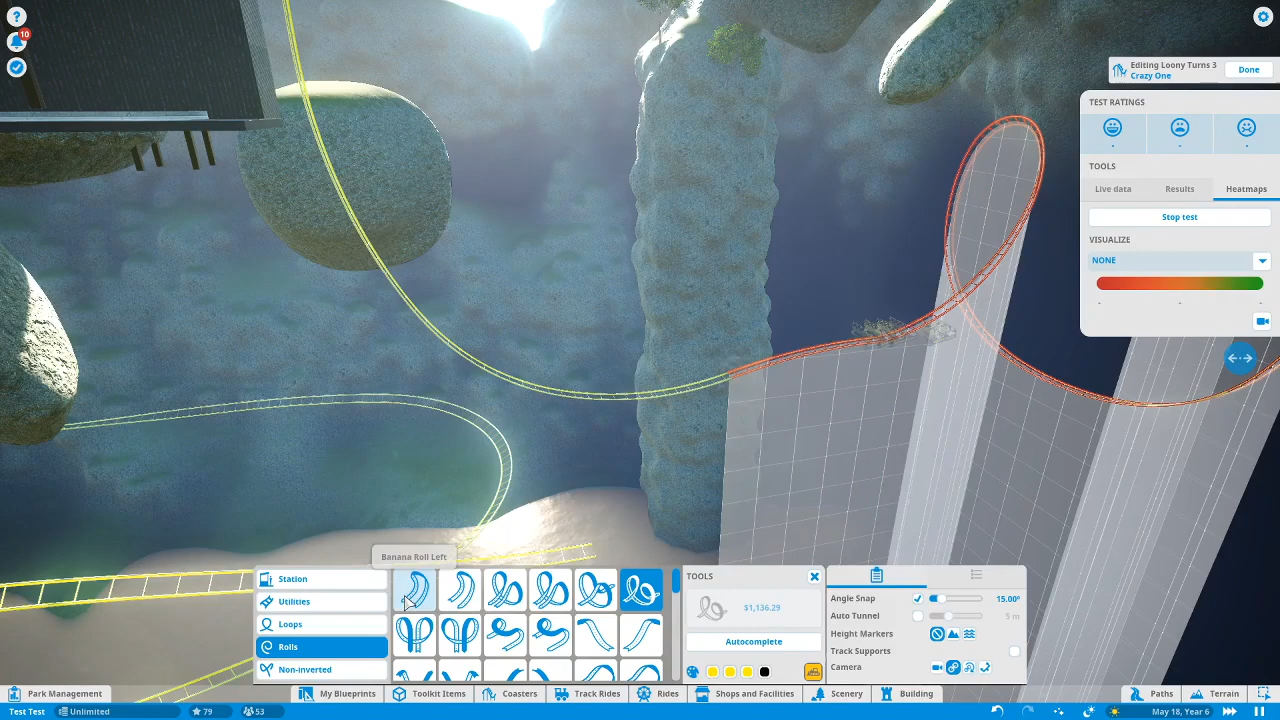 ?
10
Editing Loony Turns 3
Crazy One
Done
TEST RATINGS
-
-
-
TOOLS
Live data
Results
Heatmaps
Stop test
VISUALIZE
NONE
-
-
-
Banana Roll Left
Station
Utilities
Loops
Rolls
Non-inverted
TOOLS
$1,136.29
Autocomplete
Angle Snap
15.00°
Auto Tunnel
5 m
Height Markers
Track Supports
Camera
Park Management
My Blueprints
Toolkit Items
Coasters
Track Rides
Rides
Shops and Facilities
Scenery
Building
Paths
Terrain
Test Test
Unlimited
79
53
May 18, Year 6